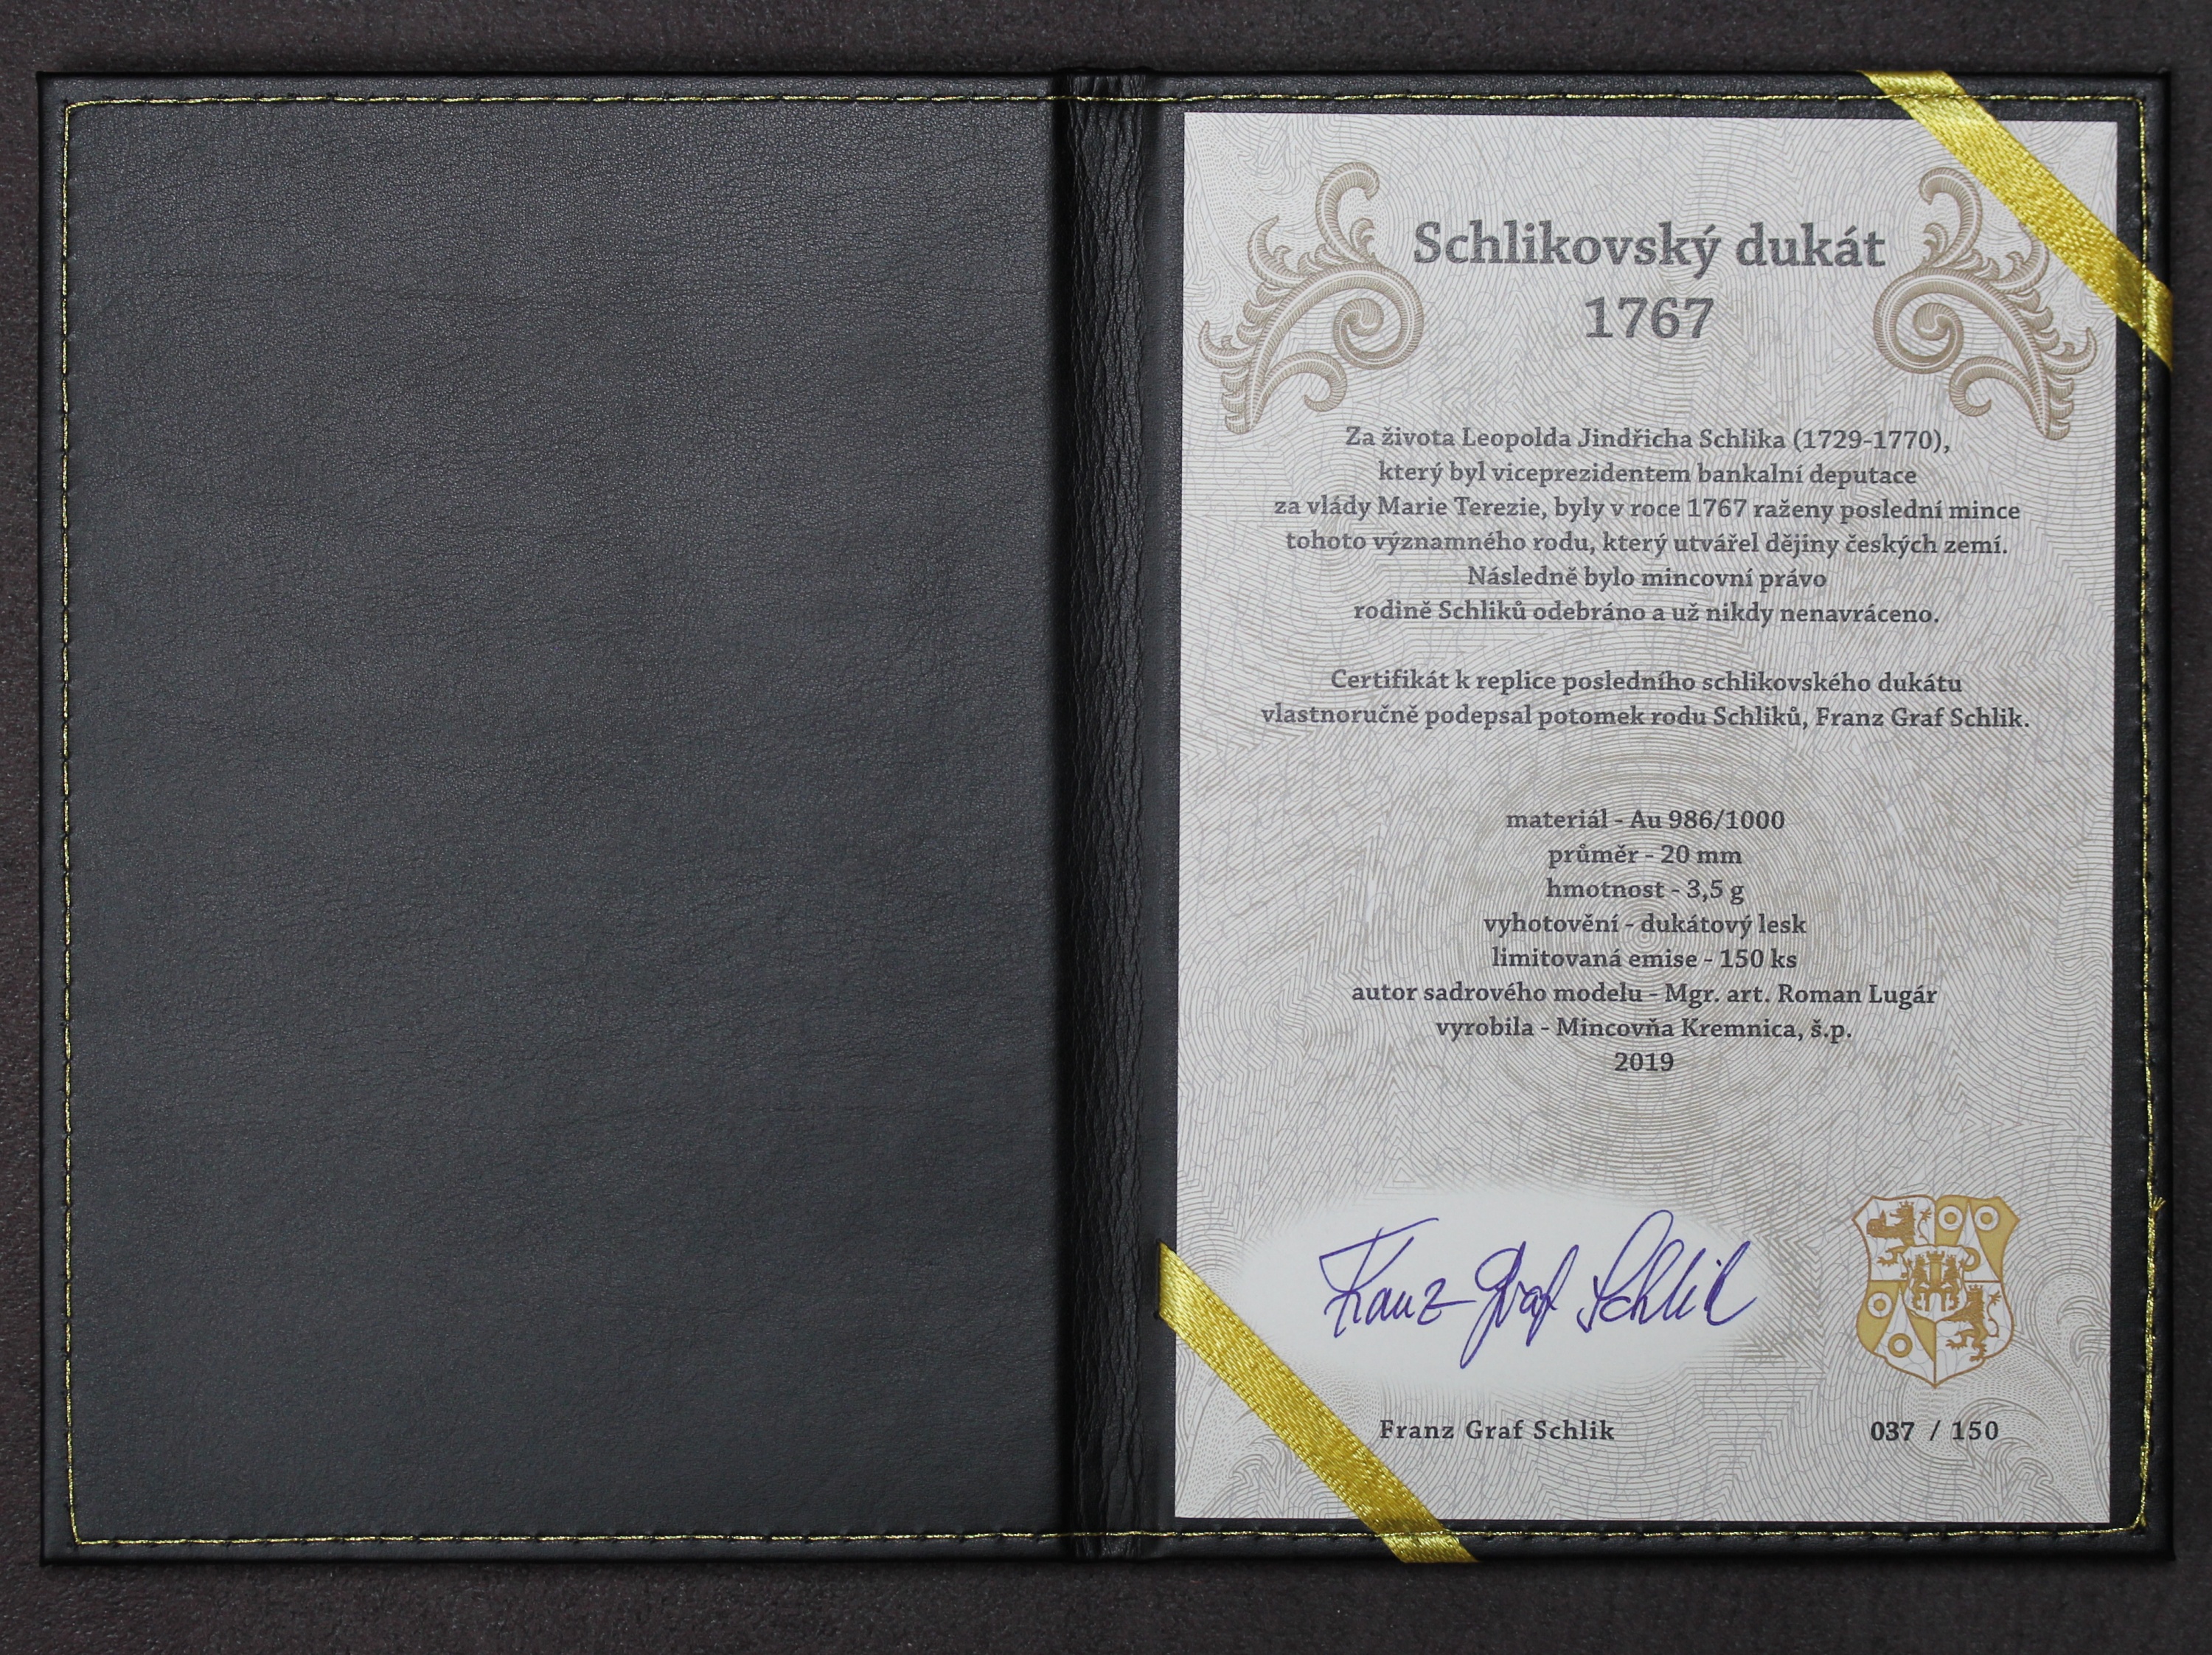 Schlikovský dukát
1767
Za života Leopolda Jindřicha Schlika (1729-1770),
který byl viceprezidentem bankalní deputace
za vlády Marie Terezie, byly v roce 1767 raženy poslední mince
tohoto významného rodu, který utvářel dějiny českých zemí.
Následně bylo mincovní právo
rodině Schliků odebráno a už nikdy nenavráceno.
Certifikát k replice posledního schlikovského dukátu
vlastnoručně podepsal potomek rodu Schliků, Franz Graf Schlik.
materiál - Au 986/1000
průměr - 20 mm
hmotnost - 3,5 g
vyhotovění - dukátový lesk
limitovaná emise - 150 ks
autor sadrového modelu - Mgr. art. Roman Lugár
vyrobila - Mincovňa Kremnica, š.p.
2019
Franz Graf Schlik
Franz Graf Schlik
037 / 150